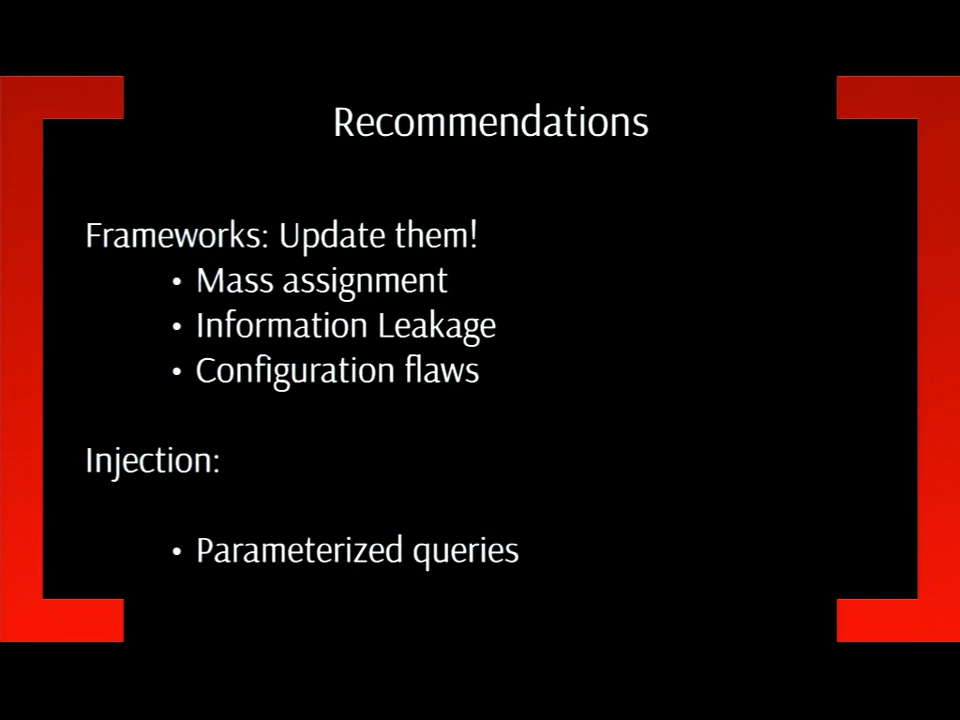 Recommendations
Frameworks: Update them!
• Mass assignment
• Information Leakage
• Configuration flaws
Injection:
• Parameterized queries